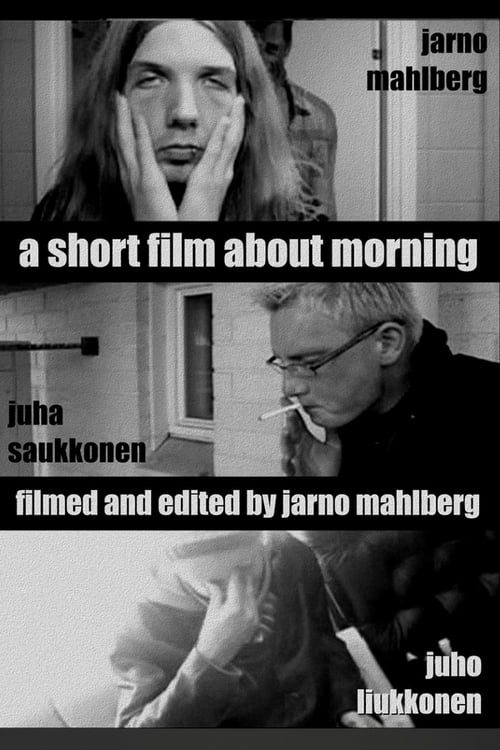 jarno
mahlberg
a short film about morning
juha
saukkonen
filmed and edited by jarno mahlberg
juho
liukkonen